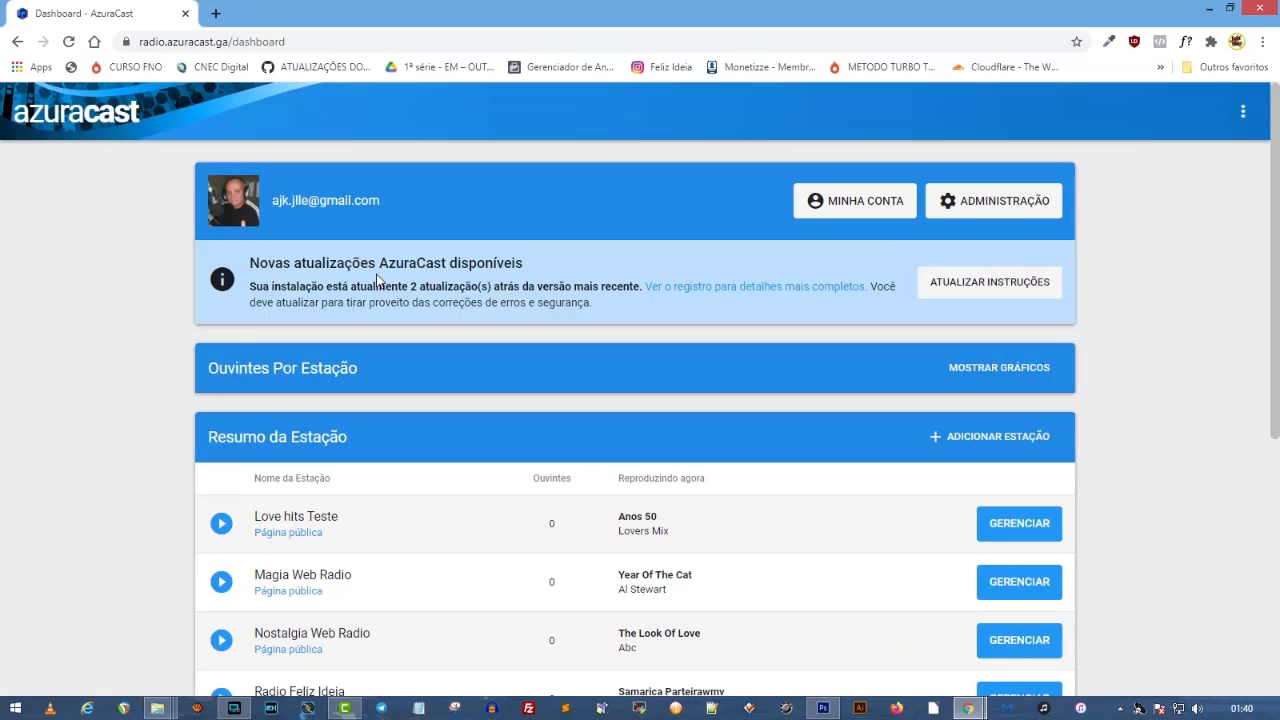 Dashboard - AzuraCast
radio.azuracast.ga/dashboard
Apps
CURSO FNO
CNEC Digital
ATUALIZAÇÕES DO...
1ª série - EM – OUT...
Gerenciador de An...
Feliz Ideia
Monetizze - Membr...
METODO TURBO T...
Cloudflare - The W...
»
Outros favoritos
azuracast
ajk.jlle@gmail.com
MINHA CONTA
ADMINISTRAÇÃO
Novas atualizações AzuraCast disponíveis
Sua instalação está atualmente 2 atualização(s) atrás da versão mais recente. Ver o registro para detalhes mais completos. Você
deve atualizar para tirar proveito das correções de erros e segurança.
ATUALIZAR INSTRUÇÕES
Ouvintes Por Estação
MOSTRAR GRÁFICOS
Resumo da Estação
+ ADICIONAR ESTAÇÃO
Nome da Estação
Ouvintes
Reproduzindo agora
Love hits Teste
Página pública
0
Anos 50
Lovers Mix
GERENCIAR
Magia Web Radio
Página pública
0
Year Of The Cat
Al Stewart
GERENCIAR
Nostalgia Web Radio
Página pública
0
The Look Of Love
Abc
GERENCIAR
Radio Feliz Ideia
Samarica Parteirawmy
GERENCIAR
01:40